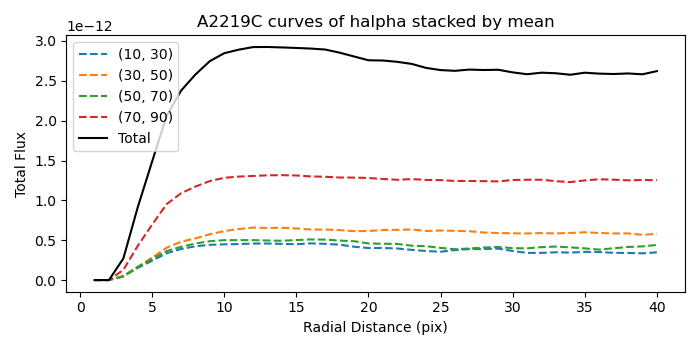 A2219C curves of halpha stacked by mean
1e−12
3.0
2.5
2.0
1.5
1.0
0.5
0.0
Total Flux
(10, 30)
(30, 50)
(50, 70)
(70, 90)
Total
0 5 10 15 20 25 30 35 40
Radial Distance (pix)